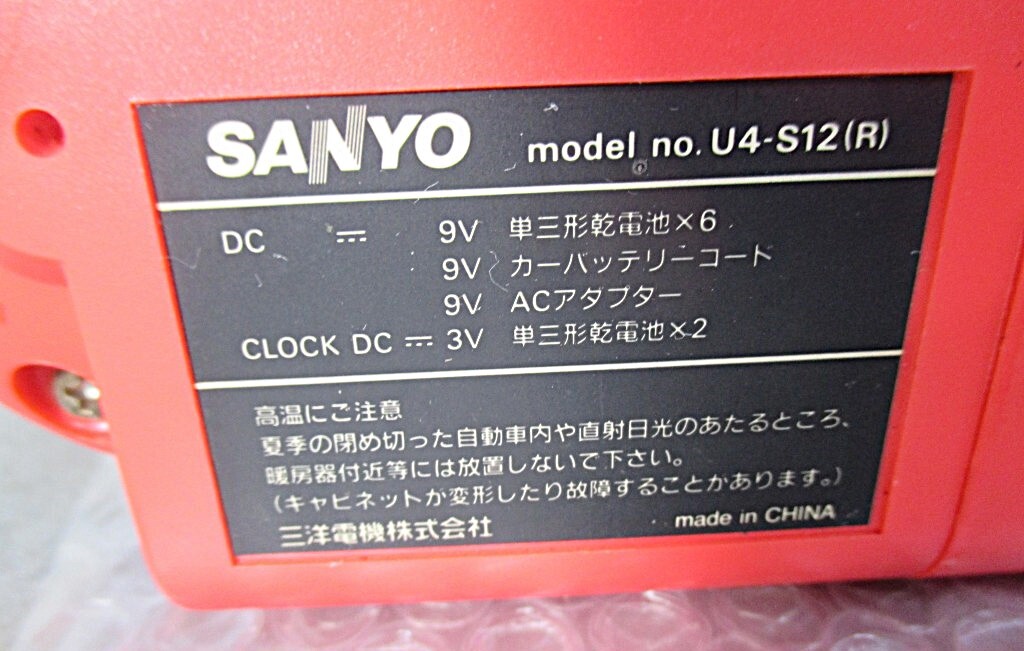 SANYO model no. U4-S12(R)
DC ⎓ 9V 単三形乾電池×6
9V カーバッテリーコード
9V ACアダプター
CLOCK DC ⎓ 3V 単三形乾電池×2
高温にご注意
夏季の閉め切った自動車内や直射日光のあたるところ、
暖房器付近等には放置しないで下さい。
(キャビネットが変形したり故障することがあります。)
三洋電機株式会社 made in CHINA